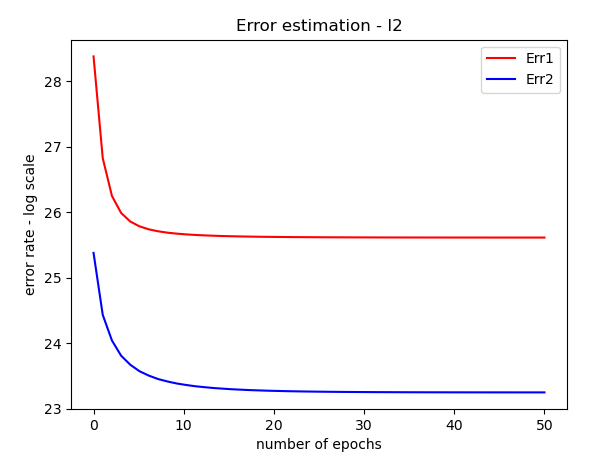 Error estimation - l2
Err1
Err2
error rate - log scale
28
27
26
25
24
23
0 10 20 30 40 50
number of epochs